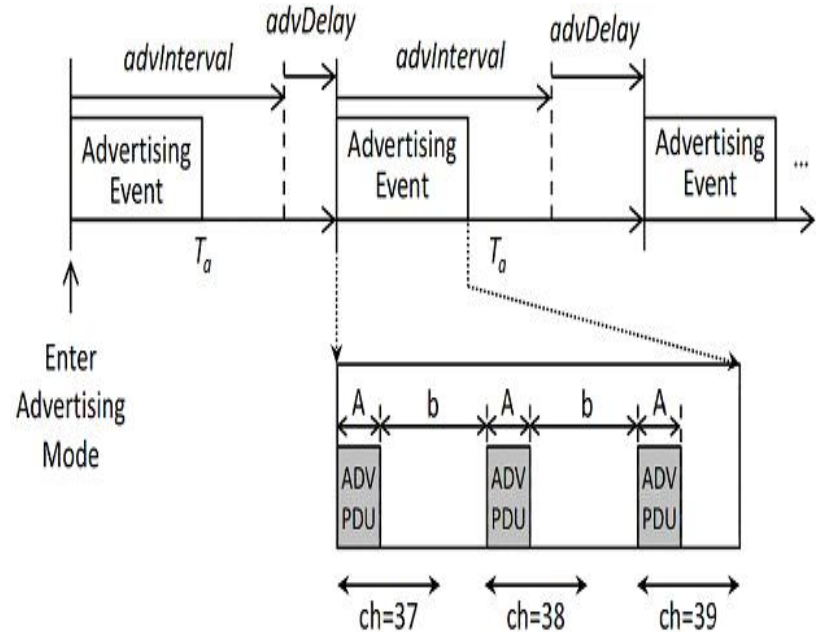 advInterval
advDelay
advInterval
advDelay
Advertising
Event
Advertising
Event
Advertising
Event
...
Tₐ
Tₐ
Enter
Advertising
Mode
A
b
A
b
A
ADV
PDU
ADV
PDU
ADV
PDU
ch=37
ch=38
ch=39